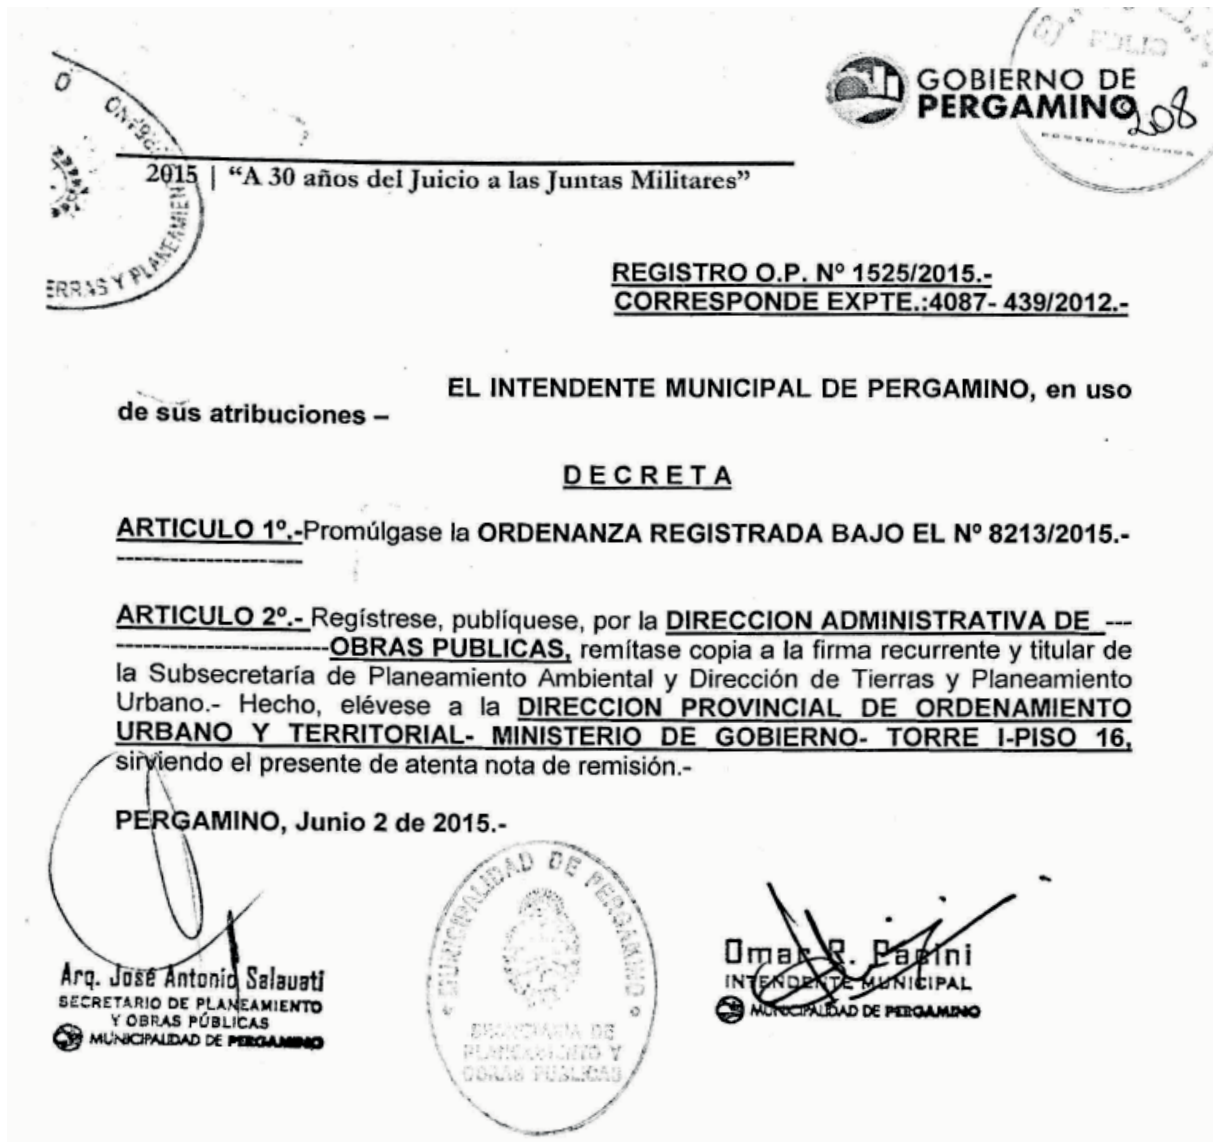 GOBIERNO DE
PERGAMINO
208
2015 | “A 30 años del Juicio a las Juntas Militares”
ERRAS Y PLANEAMIEN
REGISTRO O.P. Nº 1525/2015.-
CORRESPONDE EXPTE.:4087- 439/2012.-
EL INTENDENTE MUNICIPAL DE PERGAMINO, en uso
de sus atribuciones –
DECRETA
ARTICULO 1º.-Promúlgase la ORDENANZA REGISTRADA BAJO EL Nº 8213/2015.-
--------------------
ARTICULO 2º.- Regístrese, publíquese, por la DIRECCION ADMINISTRATIVA DE ---
-----------------------OBRAS PUBLICAS, remítase copia a la firma recurrente y titular de
la Subsecretaría de Planeamiento Ambiental y Dirección de Tierras y Planeamiento
Urbano.- Hecho, elévese a la DIRECCION PROVINCIAL DE ORDENAMIENTO
URBANO Y TERRITORIAL- MINISTERIO DE GOBIERNO- TORRE I-PISO 16,
sirviendo el presente de atenta nota de remisión.-
PERGAMINO, Junio 2 de 2015.-
MUNICIPALIDAD DE PERGAMINO
PLANEAMIENTO Y
OBRAS PUBLICAS
Arq. José Antonio Salauati
SECRETARIO DE PLANEAMIENTO
Y OBRAS PÚBLICAS
MUNICIPALIDAD DE PERGAMINO
Omar R. Pacini
INTENDENTE MUNICIPAL
MUNICIPALIDAD DE PERGAMINO